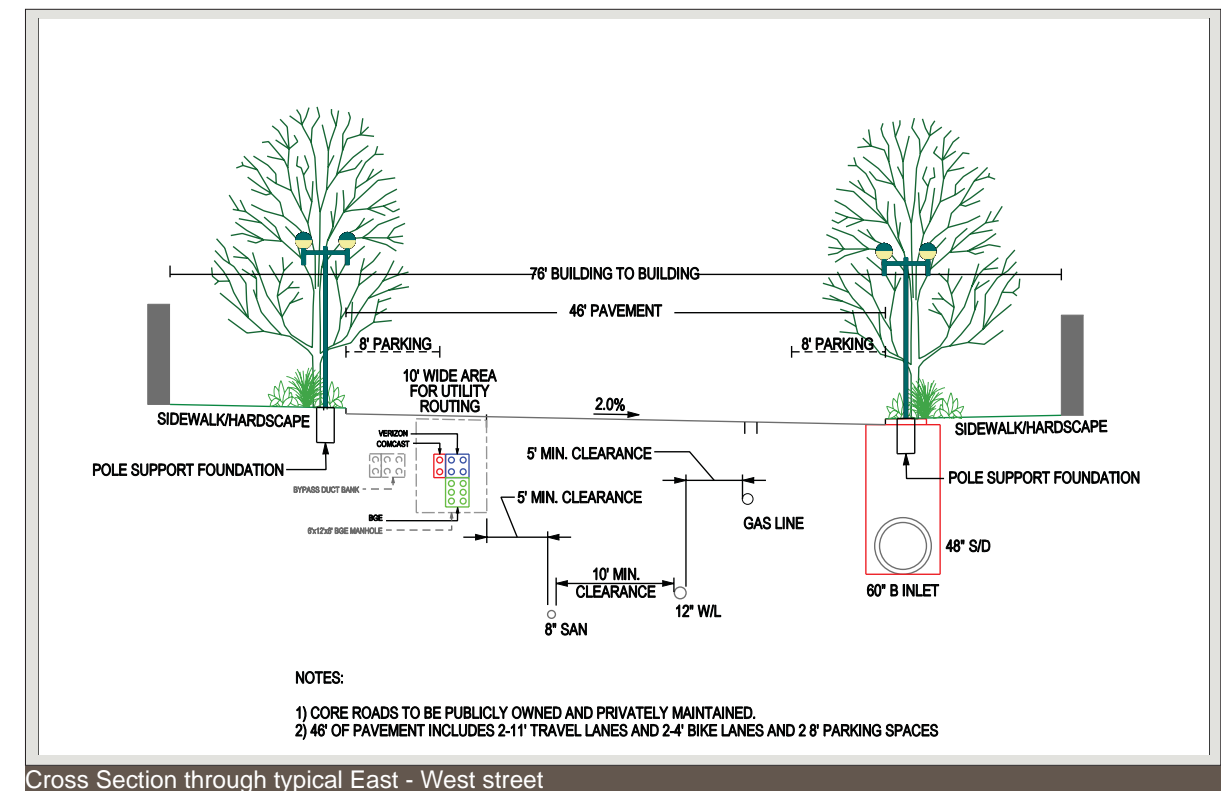 76' BUILDING TO BUILDING
46' PAVEMENT
8' PARKING
8' PARKING
10' WIDE AREA
FOR UTILITY
ROUTING
2.0%
SIDEWALK/HARDSCAPE
SIDEWALK/HARDSCAPE
VERIZON
COMCAST
5' MIN. CLEARANCE
POLE SUPPORT FOUNDATION
POLE SUPPORT FOUNDATION
BYPASS DUCT BANK
5' MIN. CLEARANCE
BGE
GAS LINE
6'x12'x6' BGE MANHOLE
48" S/D
10' MIN.
CLEARANCE
60" B INLET
12" W/L
8" SAN
NOTES:
1) CORE ROADS TO BE PUBLICLY OWNED AND PRIVATELY MAINTAINED.
2) 46' OF PAVEMENT INCLUDES 2-11' TRAVEL LANES AND 2-4' BIKE LANES AND 2 8' PARKING SPACES
Cross Section through typical East - West street